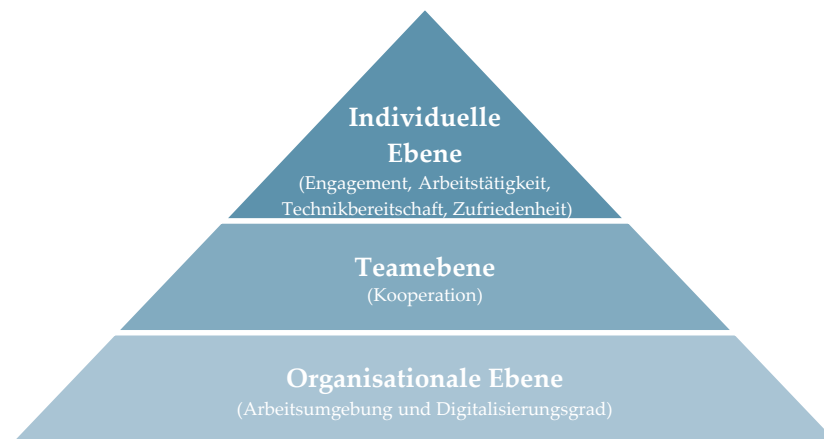 Individuelle
Ebene
(Engagement, Arbeitstätigkeit,
Technikbereitschaft, Zufriedenheit)
Teamebene
(Kooperation)
Organisationale Ebene
(Arbeitsumgebung und Digitalisierungsgrad)